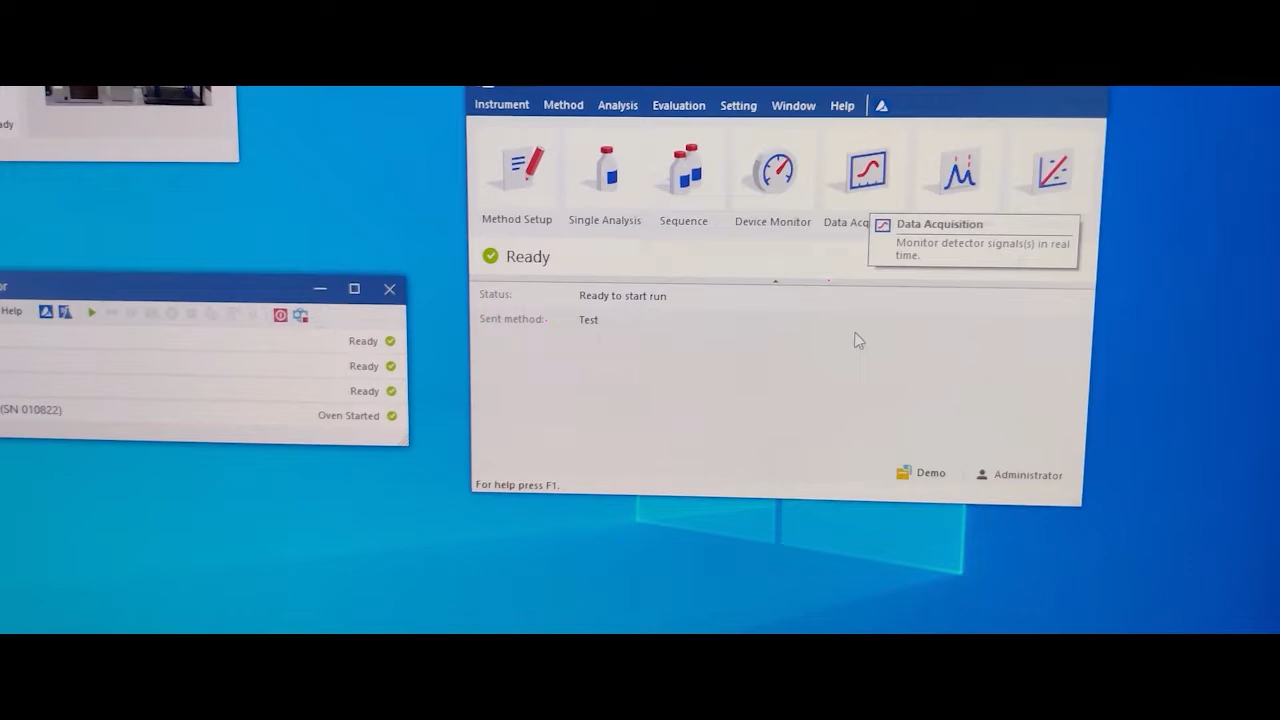 ady
Instrument Method Analysis Evaluation Setting Window Help
Method Setup Single Analysis Sequence Device Monitor Data Acq
Data Acquisition
Monitor detector signals(s) in real
time.
Ready
Status: Ready to start run
Sent method: Test
or
Help
Ready
Ready
Ready
(SN 010822) Oven Started
Demo Administrator
For help press F1.